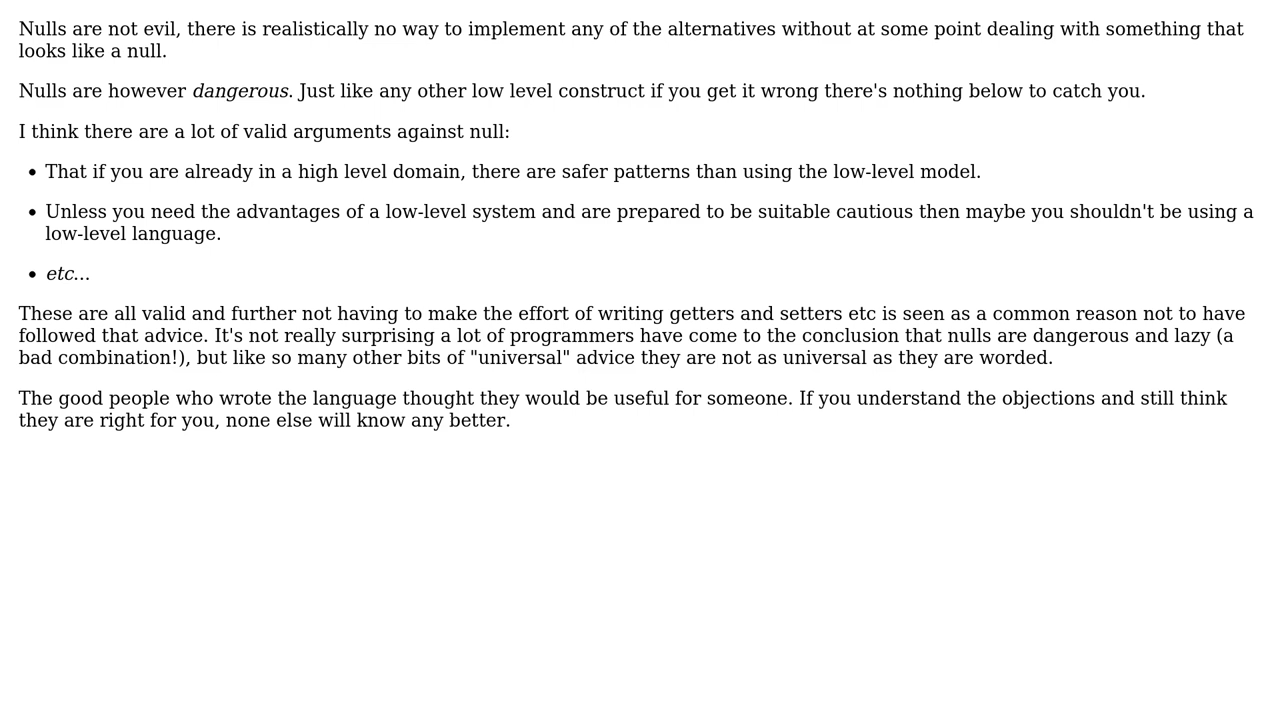 Nulls are not evil, there is realistically no way to implement any of the alternatives without at some point dealing with something that
looks like a null.
Nulls are however dangerous. Just like any other low level construct if you get it wrong there's nothing below to catch you.
I think there are a lot of valid arguments against null:
• That if you are already in a high level domain, there are safer patterns than using the low-level model.
• Unless you need the advantages of a low-level system and are prepared to be suitable cautious then maybe you shouldn't be using a
low-level language.
• etc...
These are all valid and further not having to make the effort of writing getters and setters etc is seen as a common reason not to have
followed that advice. It's not really surprising a lot of programmers have come to the conclusion that nulls are dangerous and lazy (a
bad combination!), but like so many other bits of "universal" advice they are not as universal as they are worded.
The good people who wrote the language thought they would be useful for someone. If you understand the objections and still think
they are right for you, none else will know any better.